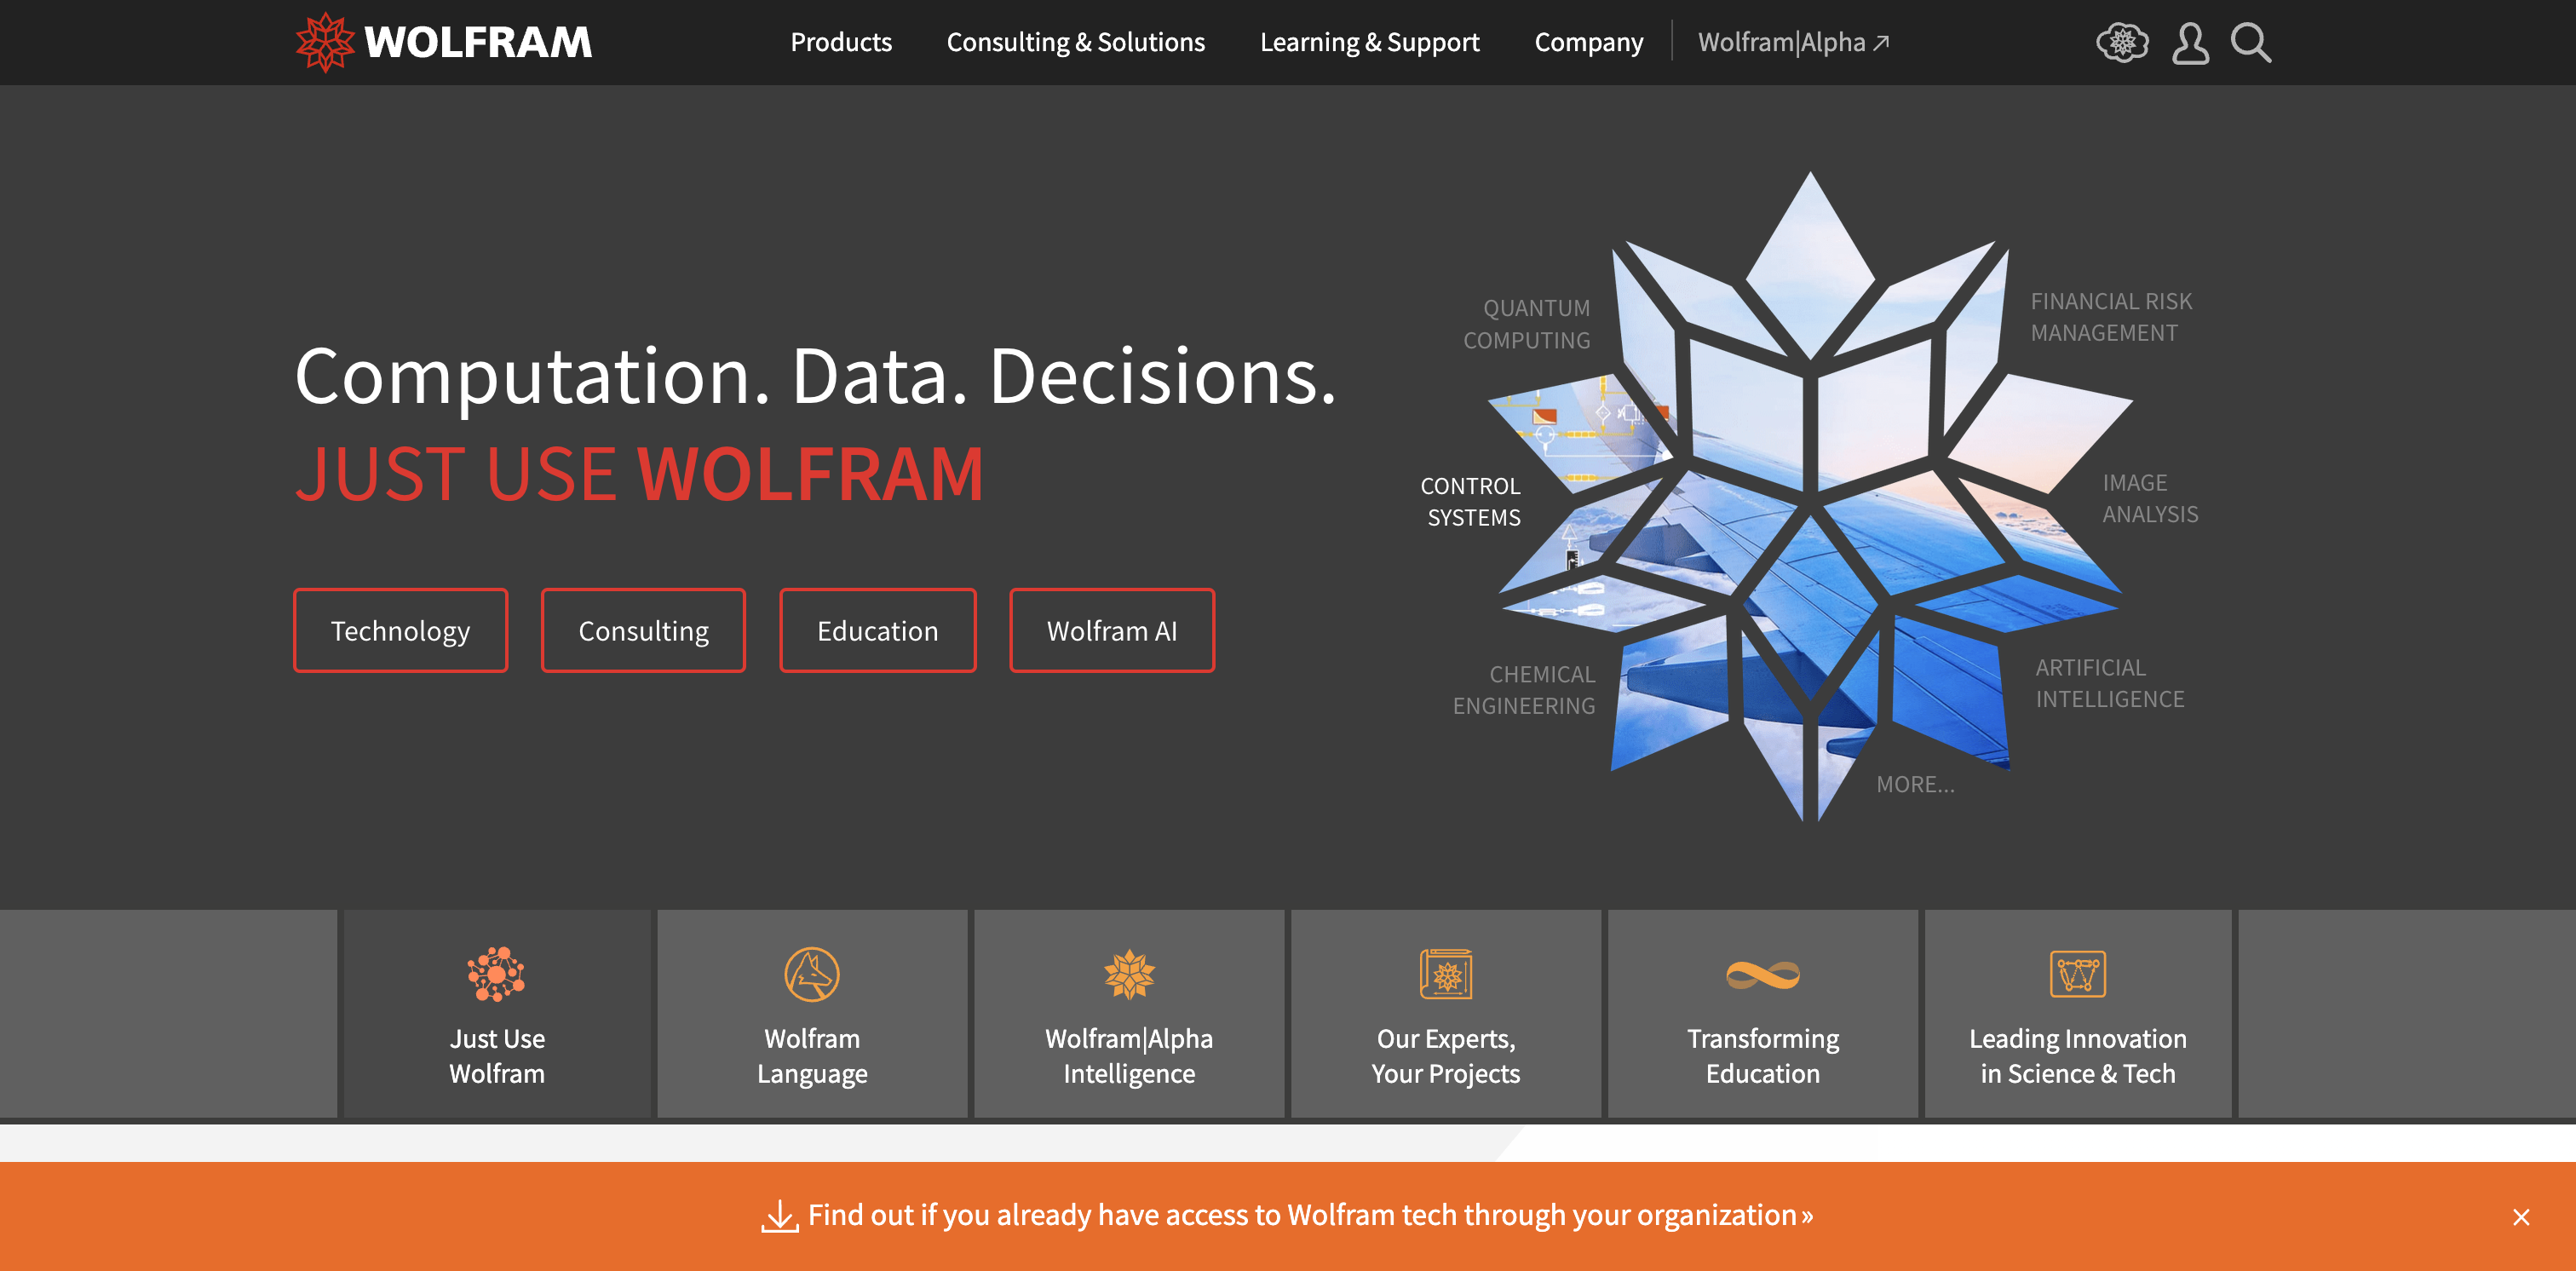 WOLFRAM
Products
Consulting & Solutions
Learning & Support
Company
Wolfram|Alpha ↗
Computation. Data. Decisions.
JUST USE WOLFRAM
Technology
Consulting
Education
Wolfram AI
QUANTUM
COMPUTING
FINANCIAL RISK
MANAGEMENT
CONTROL
SYSTEMS
IMAGE
ANALYSIS
CHEMICAL
ENGINEERING
ARTIFICIAL
INTELLIGENCE
MORE...
Just Use
Wolfram
Wolfram
Language
Wolfram|Alpha
Intelligence
Our Experts,
Your Projects
Transforming
Education
Leading Innovation
in Science & Tech
Find out if you already have access to Wolfram tech through your organization»